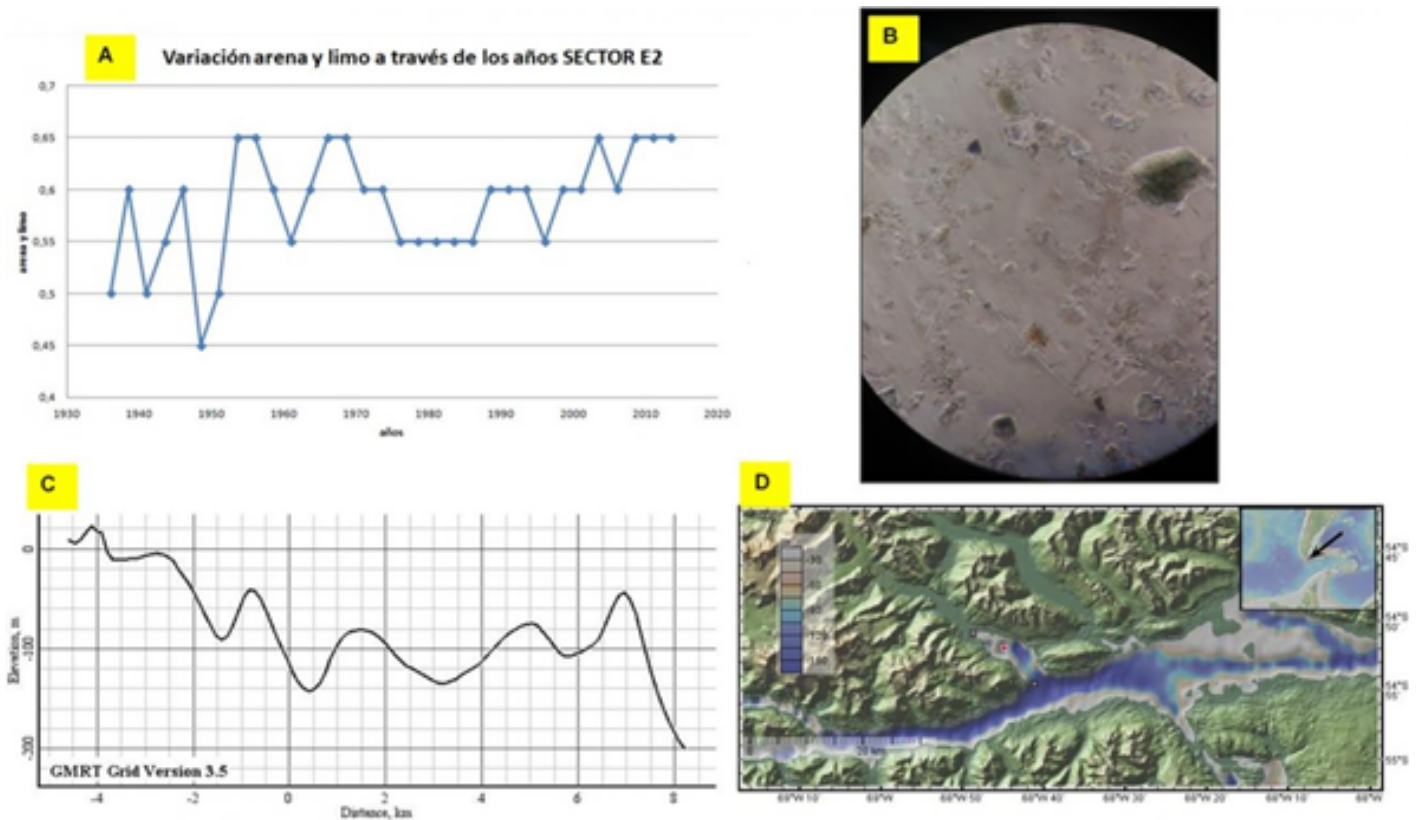 A
Variación arena y limo a través de los años SECTOR E2
0,7
0,65
0,6
0,55
0,5
0,45
0,4
arena y limo
1930 1940 1950 1960 1970 1980 1990 2000 2010 2020
años
B
C
0
-100
-200
Elevation, m
GMRT Grid Version 3.5
-4 -2 0 2 4 6 8
Distance, km
D
54°S
45'
54°S
50'
54°S
55'
55°S
20 km
68°W 50' 68°W 40' 68°W 30' 68°W 20' 68°W 10' 68°W